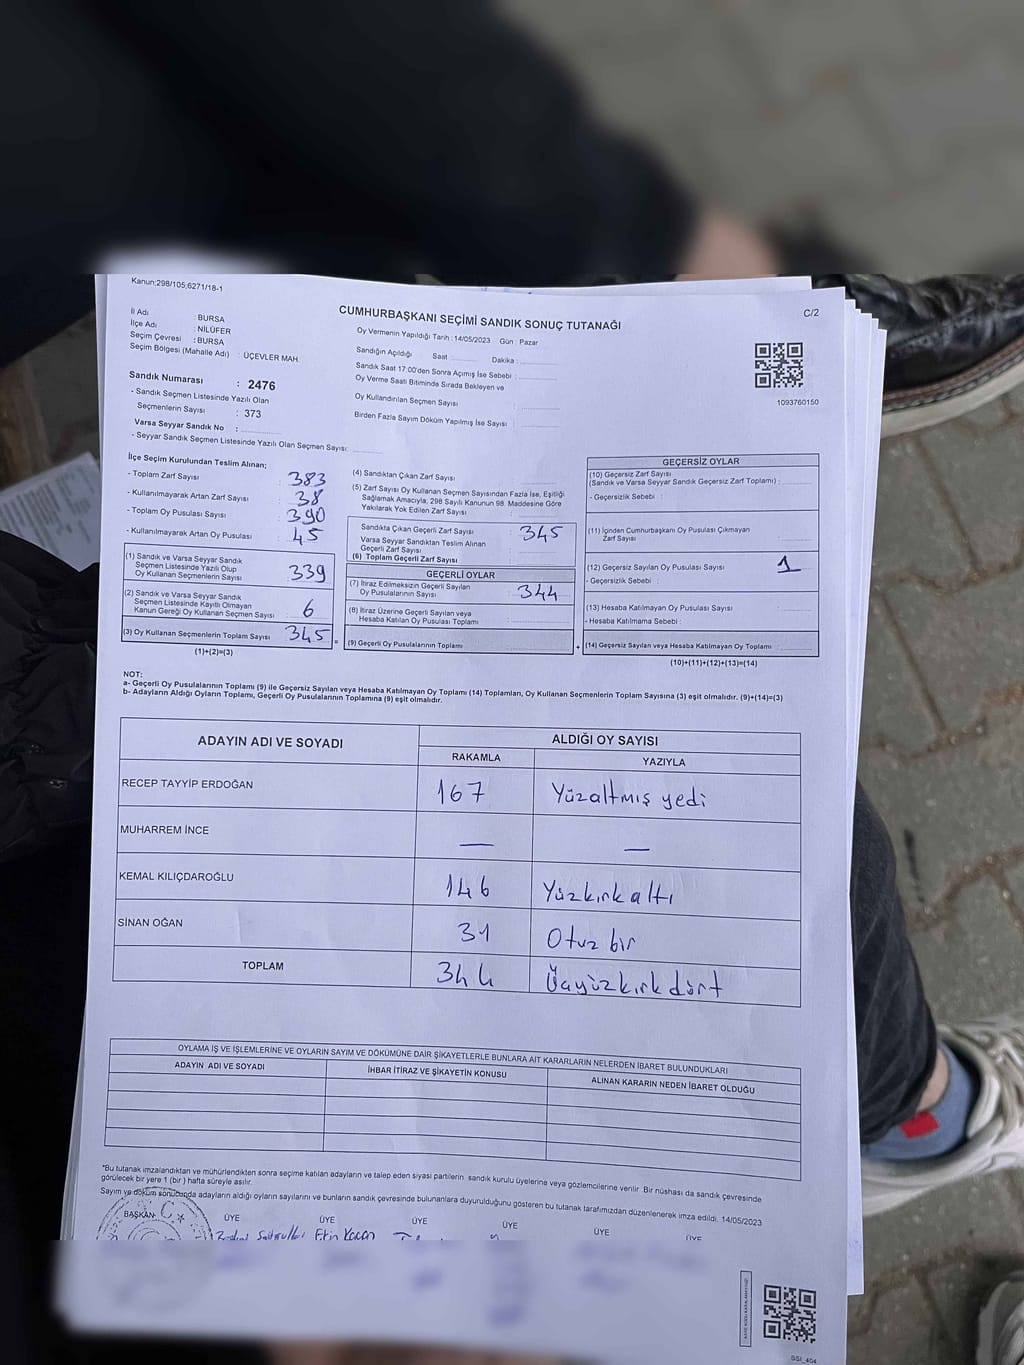 Kanun;298/105,6271/18-1
C/2
CUMHURBAŞKANI SEÇİMİ SANDIK SONUÇ TUTANAĞI
İl Adı : BURSA
İlçe Adı : NİLÜFER
Seçim Çevresi : BURSA
Seçim Bölgesi (Mahalle Adı) : ÜÇEVLER MAH.
Sandık Numarası : 2476
- Sandık Seçmen Listesinde Yazılı Olan
Seçmenlerin Sayısı : 373
Varsa Seyyar Sandık No :
- Seyyar Sandık Seçmen Listesinde Yazılı Olan Seçmen Sayısı:
Oy Vermenin Yapıldığı Tarih : 14/05/2023 Gün : Pazar
Sandığın Açıldığı Saat Dakika :
Sandık Saat 17:00'den Sonra Açımış İse Sebebi :
Oy Verme Saati Bitiminde Sırada Bekleyen ve
Oy Kullandırılan Seçmen Sayısı :
Birden Fazla Sayım Döküm Yapılmış İse Sayısı :
1093760150
İlçe Seçim Kurulundan Teslim Alınan;
- Toplam Zarf Sayısı : 383
- Kullanılmayarak Artan Zarf Sayısı : 38
- Toplam Oy Pusulası Sayısı : 390
- Kullanılmayarak Artan Oy Pusulası : 45
(1) Sandık ve Varsa Seyyar Sandık
Seçmen Listesinde Yazılı Olup
Oy Kullanan Seçmenlerin Sayısı 339
(2) Sandık ve Varsa Seyyar Sandık
Seçmen Listesinde Kayıtlı Olmayan
Kanun Gereği Oy Kullanan Seçmen Sayısı 6
(3) Oy Kullanan Seçmenlerin Toplam Sayısı 345
(1)+(2)=(3)
(4) Sandıktan Çıkan Zarf Sayısı
(5) Zarf Sayısı Oy Kullanan Seçmen Sayısından Fazla İse, Eşitliği
Sağlamak Amacıyla; 298 Sayılı Kanunun 98. Maddesine Göre
Yakılarak Yok Edilen Zarf Sayısı :
Sandıkta Çıkan Geçerli Zarf Sayısı : 345
Varsa Seyyar Sandıktan Teslim Alınan
Geçerli Zarf Sayısı
(6) Toplam Geçerli Zarf Sayısı
GEÇERLİ OYLAR
(7) İtiraz Edilmeksizin Geçerli Sayılan
Oy Pusulalarının Sayısı : 344
(8) İtiraz Üzerine Geçerli Sayılan veya
Hesaba Katılan Oy Pusulası Toplamı :
= (9) Geçerli Oy Pusulalarının Toplamı
GEÇERSİZ OYLAR
(10) Geçersiz Zarf Sayısı
(Sandık ve Varsa Seyyar Sandık Geçersiz Zarf Toplamı) :
- Geçersizlik Sebebi :
(11) İçinden Cumhurbaşkanı Oy Pusulası Çıkmayan
Zarf Sayısı
(12) Geçersiz Sayılan Oy Pusulası Sayısı 1
- Geçersizlik Sebebi :
(13) Hesaba Katılmayan Oy Pusulası Sayısı
- Hesaba Katılmama Sebebi :
+ (14) Geçersiz Sayılan veya Hesaba Katılmayan Oy Toplamı :
(10)+(11)+(12)+(13)=(14)
NOT:
a- Geçerli Oy Pusulalarının Toplamı (9) ile Geçersiz Sayılan veya Hesaba Katılmayan Oy Toplamı (14) Toplamları, Oy Kullanan Seçmenlerin Toplam Sayısına (3) eşit olmalıdır. (9)+(14)=(3)
b- Adayların Aldığı Oyların Toplamı, Geçerli Oy Pusulalarının Toplamına (9) eşit olmalıdır.
ADAYIN ADI VE SOYADI ALDIĞI OY SAYISI
RAKAMLA YAZIYLA
RECEP TAYYİP ERDOĞAN 167 Yüzaltmış yedi
MUHARREM İNCE — —
KEMAL KILIÇDAROĞLU 146 Yüzkırk altı
SİNAN OĞAN 31 Otuz bir
TOPLAM 344 Üçyüzkırk dört
OYLAMA İŞ VE İŞLEMLERİNE VE OYLARIN SAYIM VE DÖKÜMÜNE DAİR ŞİKAYETLERLE BUNLARA AİT KARARLARIN NELERDEN İBARET BULUNDUKLARI
ADAYIN ADI VE SOYADI İHBAR İTİRAZ VE ŞİKAYETİN KONUSU ALINAN KARARIN NEDEN İBARET OLDUĞU
*Bu tutanak imzalandıktan ve mühürlendikten sonra seçime katılan adayların ve talep eden siyasi partilerin sandık kurulu üyelerine veya gözlemcilerine verilir. Bir nüshası da sandık çevresinde
görülecek bir yere 1 (bir ) hafta süreyle asılır.
Sayım ve döküm sonucunda adayların aldığı oyların sayılarını ve bunların sandık çevresinde bulunanlara duyurulduğunu gösteren bu tutanak tarafımızdan düzenlenerek imza edildi. 14/05/2023
BAŞKAN ÜYE ÜYE ÜYE ÜYE ÜYE ÜYE
GSI_404